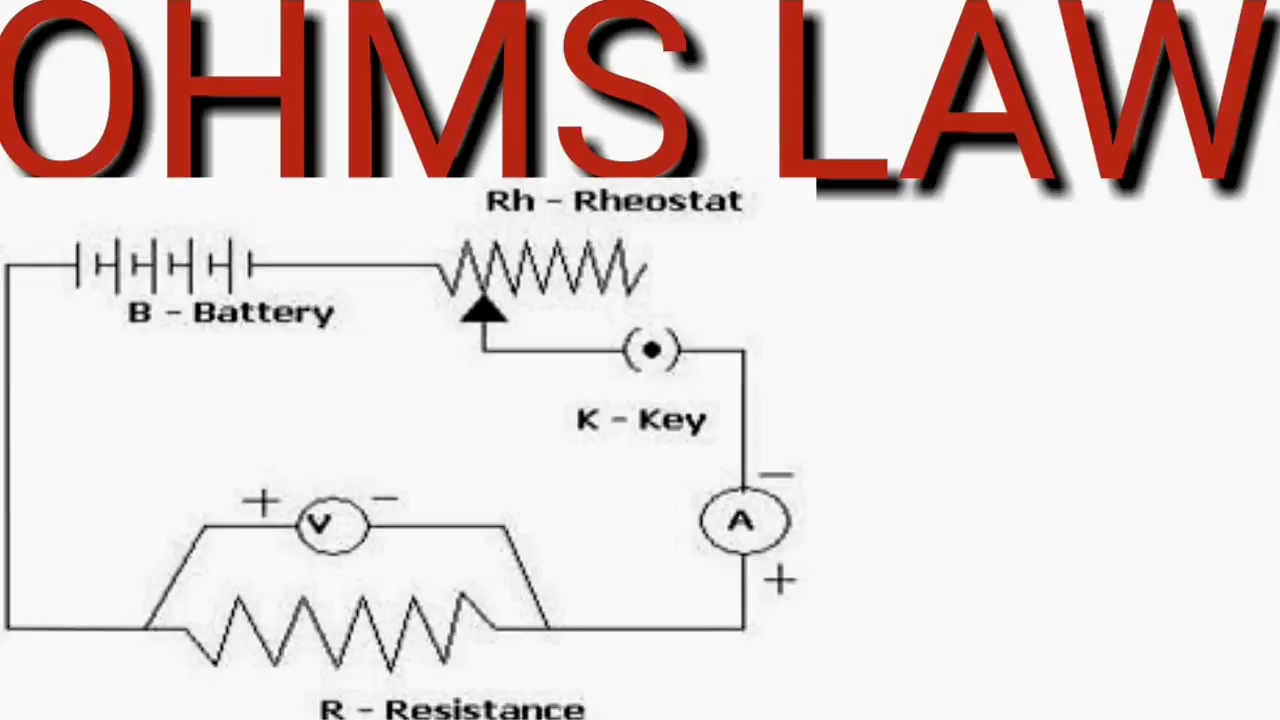 OHMS LAW
Rh - Rheostat
B - Battery
K - Key
+ V -
-
A
+
R - Resistance